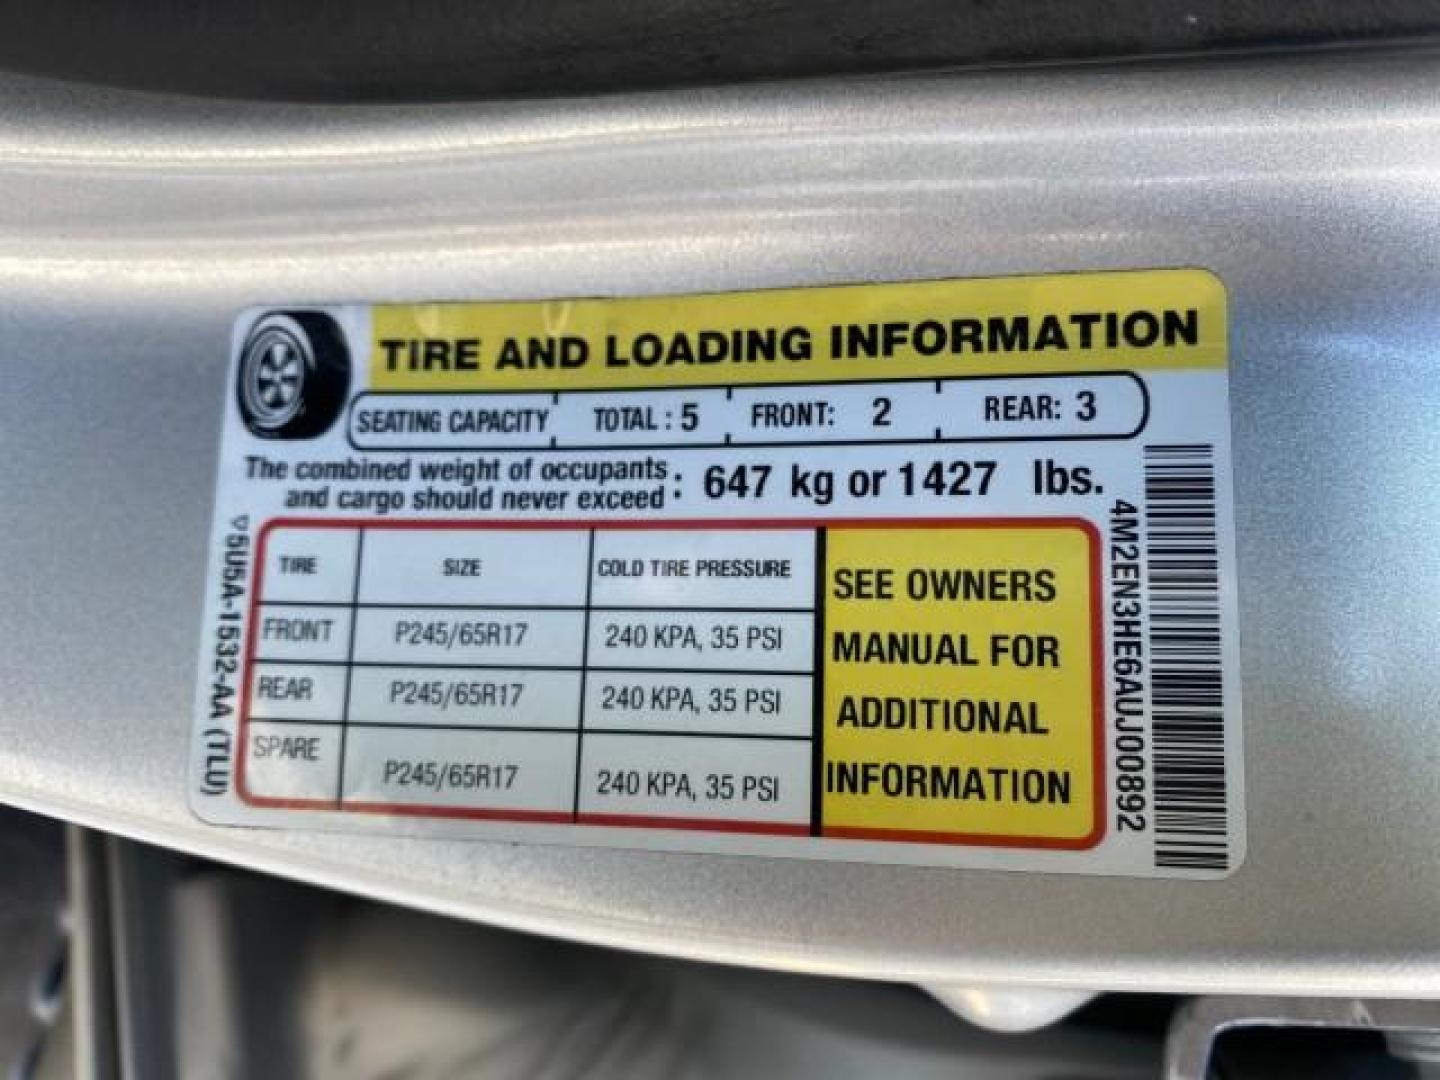 TIRE AND LOADING INFORMATION
SEATING CAPACITY TOTAL : 5 FRONT: 2 REAR: 3
The combined weight of occupants
and cargo should never exceed : 647 kg or 1427 lbs.
TIRE SIZE COLD TIRE PRESSURE
FRONT P245/65R17 240 KPA, 35 PSI
REAR P245/65R17 240 KPA, 35 PSI
SPARE P245/65R17 240 KPA, 35 PSI
SEE OWNERS
MANUAL FOR
ADDITIONAL
INFORMATION
▽5U5A-1532-AA (TLU)
4M2EN3HE6AUJ00892